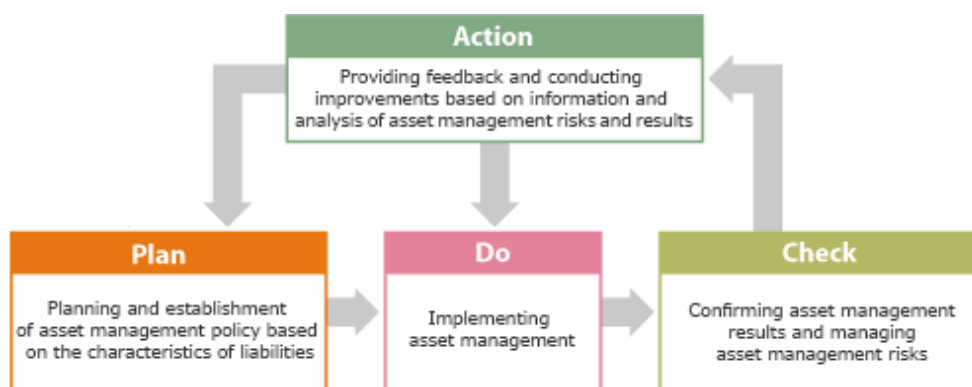 Action
Providing feedback and conducting
improvements based on information and
analysis of asset management risks and results
Plan
Planning and establishment
of asset management policy based
on the characteristics of liabilities
Do
Implementing
asset management
Check
Confirming asset management
results and managing
asset management risks